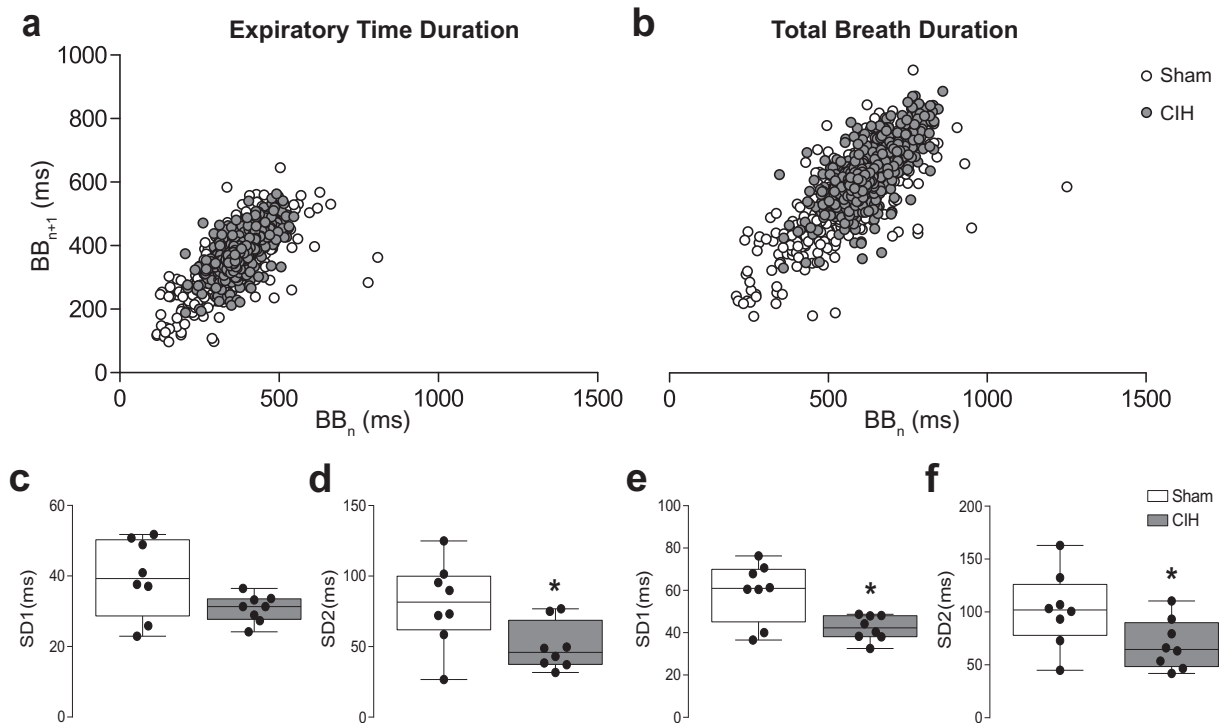 a
Expiratory Time Duration
b
Total Breath Duration
Sham
CIH
1000
800
600
400
200
0
BBn+1 (ms)
0 500 1000 1500
BBn (ms)
0 500 1000 1500
BBn (ms)
c
60
40
20
0
SD1(ms)
d
150
100
50
0
SD2(ms)
*
e
100
80
60
40
20
0
SD1(ms)
*
f
200
150
100
50
0
SD2(ms)
*
Sham
CIH